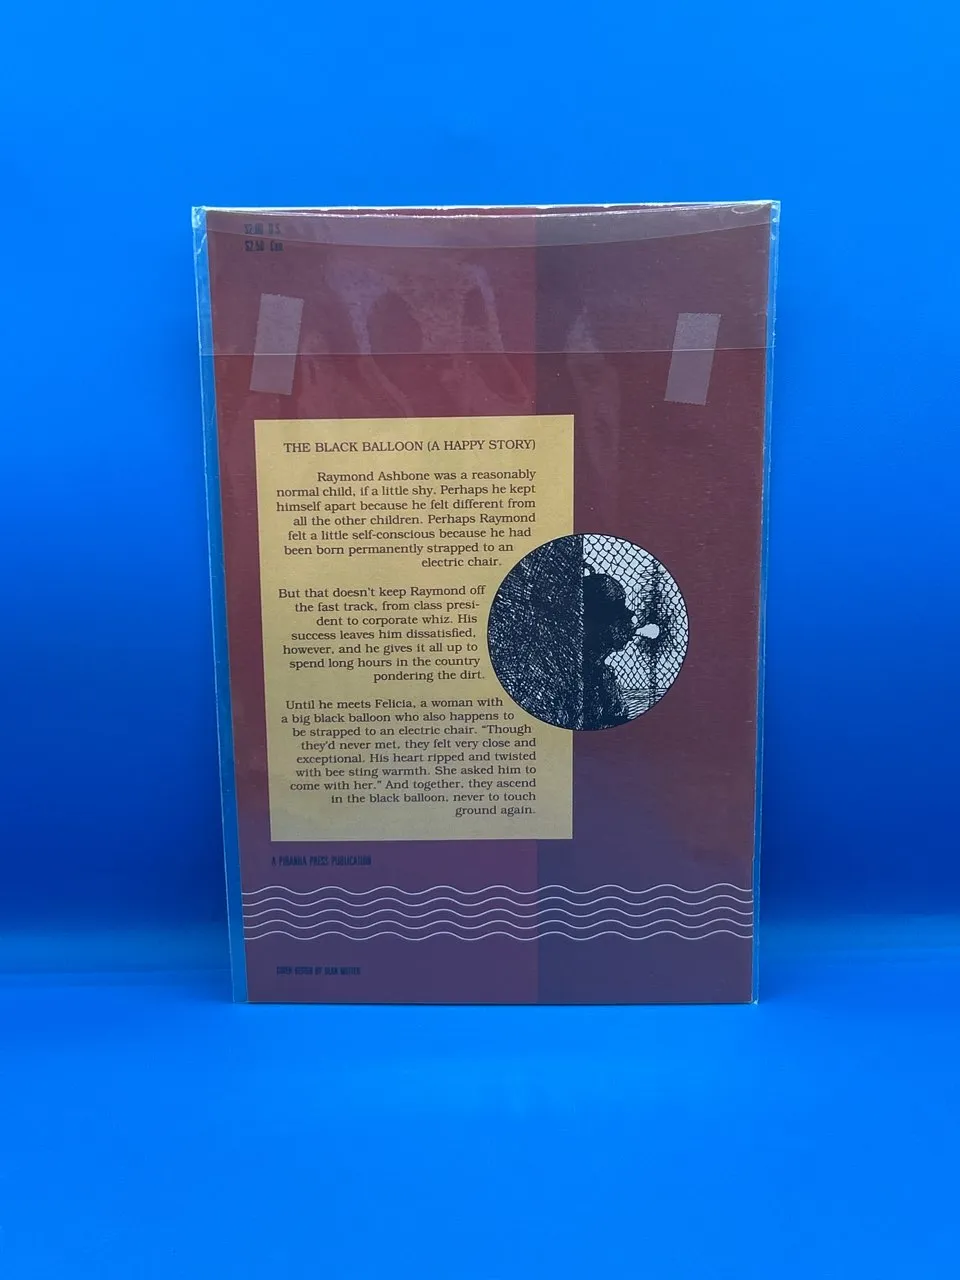 $2.00 U.S.
$2.50 Can
THE BLACK BALLOON (A HAPPY STORY)
Raymond Ashbone was a reasonably
normal child, if a little shy. Perhaps he kept
himself apart because he felt different from
all the other children. Perhaps Raymond
felt a little self-conscious because he had
been born permanently strapped to an
electric chair.
But that doesn't keep Raymond off
the fast track, from class presi-
dent to corporate whiz. His
success leaves him dissatisfied,
however, and he gives it all up to
spend long hours in the country
pondering the dirt.
Until he meets Felicia, a woman with
a big black balloon who also happens to
be strapped to an electric chair. “Though
they'd never met, they felt very close and
exceptional. His heart ripped and twisted
with bee sting warmth. She asked him to
come with her.” And together, they ascend
in the black balloon, never to touch
ground again.
A PIRANHA PRESS PUBLICATION
COVER DESIGN BY DEAN MOTTER